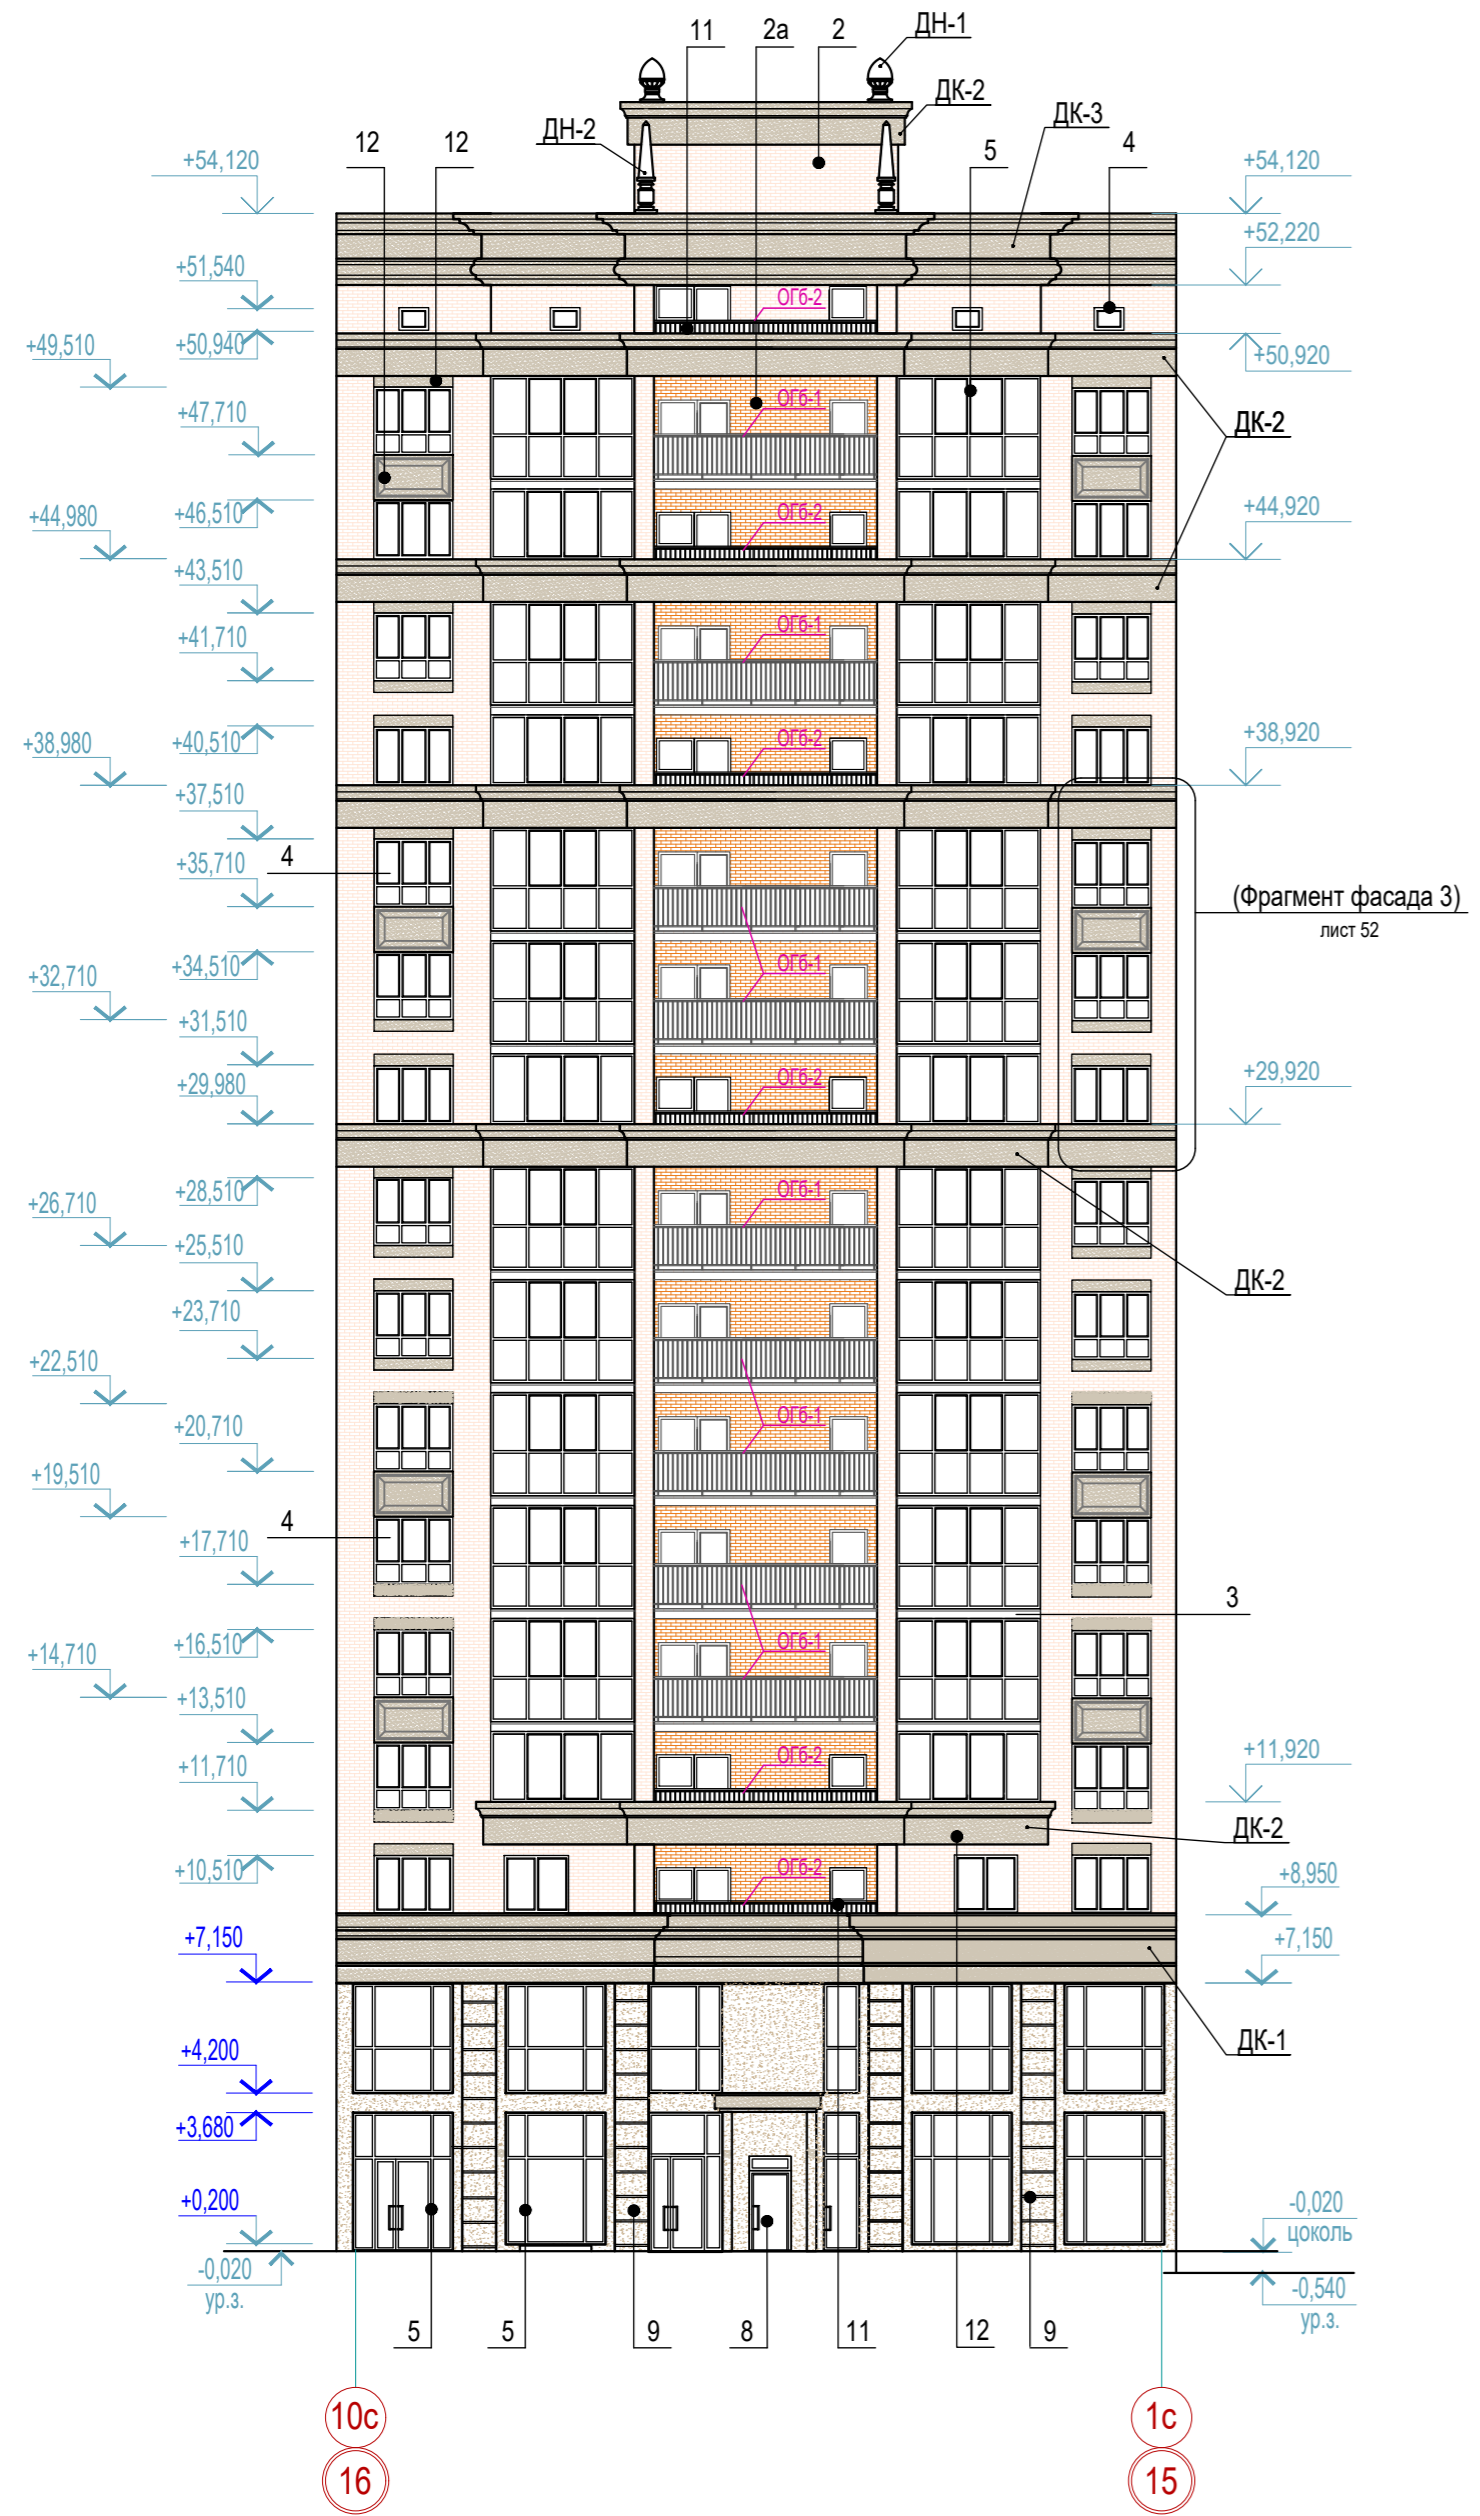 11
2а
2
ДН-1
ДК-2
ДК-3
4
5
ДН-2
12
12
+54,120
+54,120
+52,220
+51,540
ОГб-2
+50,940
+50,920
+49,510
ОГб-1
+47,710
ДК-2
+46,510
+44,980
ОГб-2
+44,920
+43,510
ОГб-1
+41,710
+40,510
+38,980
ОГб-2
+38,920
+37,510
4
+35,710
(Фрагмент фасада 3)
лист 52
+34,510
ОГб-1
+32,710
+31,510
+29,980
ОГб-2
+29,920
+28,510
ОГб-1
+26,710
+25,510
ДК-2
+23,710
+22,510
ОГб-1
+20,710
+19,510
4
+17,710
3
+16,510
ОГб-1
+14,710
+13,510
+11,710
ОГб-2
+11,920
ДК-2
+10,510
ОГб-2
+8,950
+7,150
+7,150
+4,200
ДК-1
+3,680
+0,200
-0,020
цоколь
-0,020
ур.з.
-0,540
ур.з.
5
5
9
8
11
12
9
10с
1с
16
15